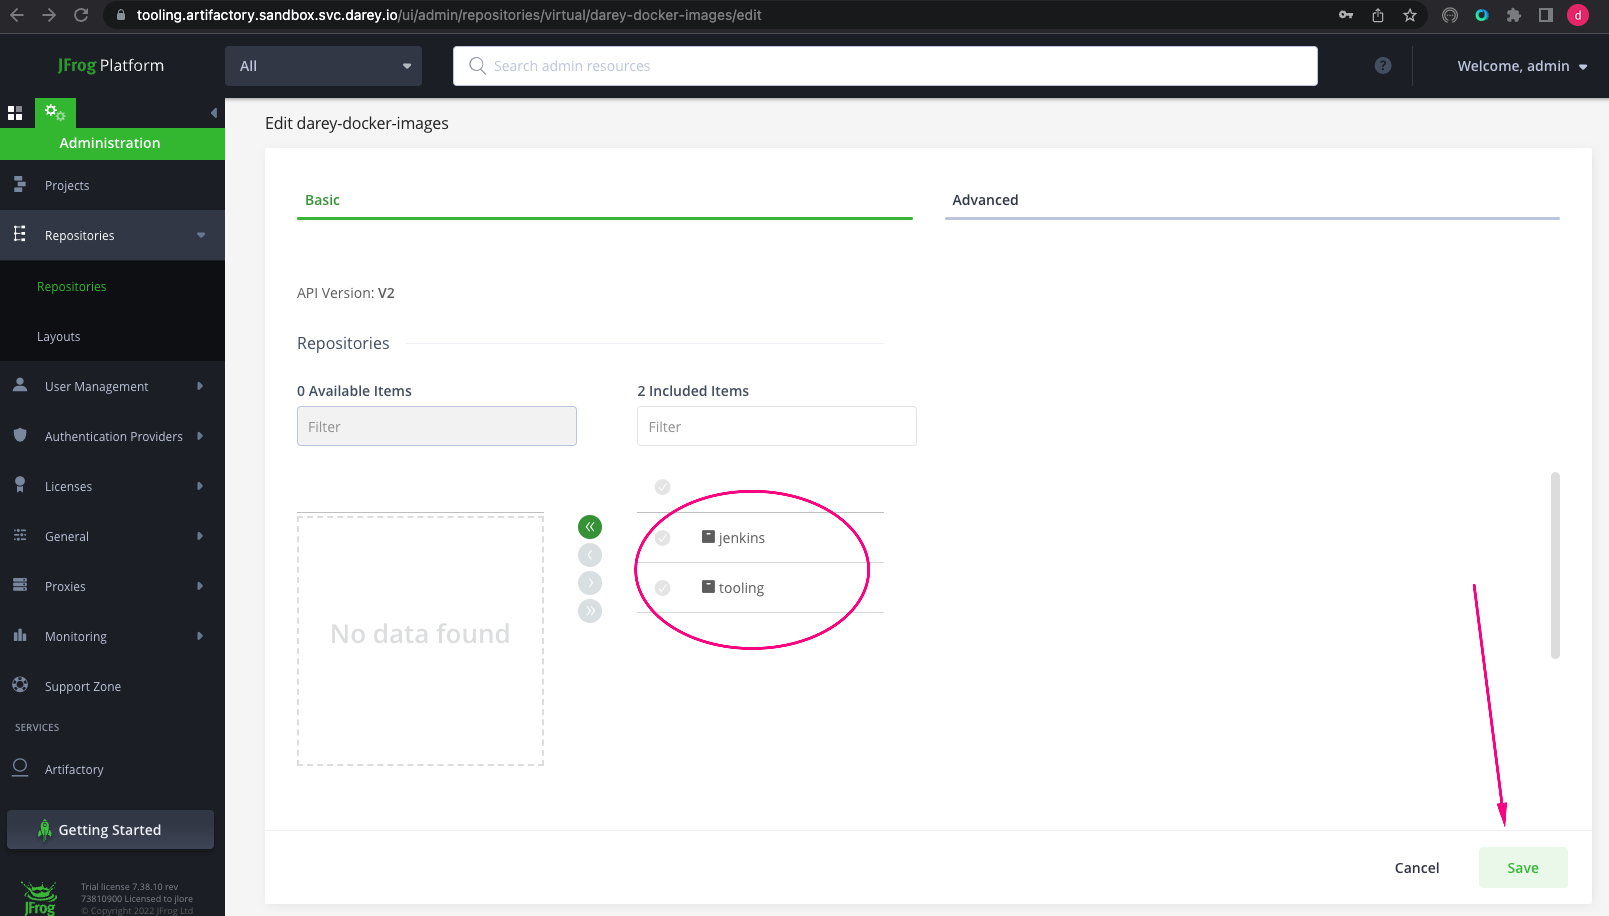 tooling.artifactory.sandbox.svc.darey.io/ui/admin/repositories/virtual/darey-docker-images/edit
d
JFrog Platform
All
Search admin resources
?
Welcome, admin
Administration
Projects
Repositories
Repositories
Layouts
User Management
Authentication Providers
Licenses
General
Proxies
Monitoring
Support Zone
SERVICES
Artifactory
Getting Started
JFrog
Trial license 7.38.10 rev
73810900 Licensed to jlore
© Copyright 2022 JFrog Ltd
Edit darey-docker-images
Basic
Advanced
API Version: V2
Repositories
0 Available Items
2 Included Items
Filter
Filter
jenkins
tooling
No data found
Cancel
Save